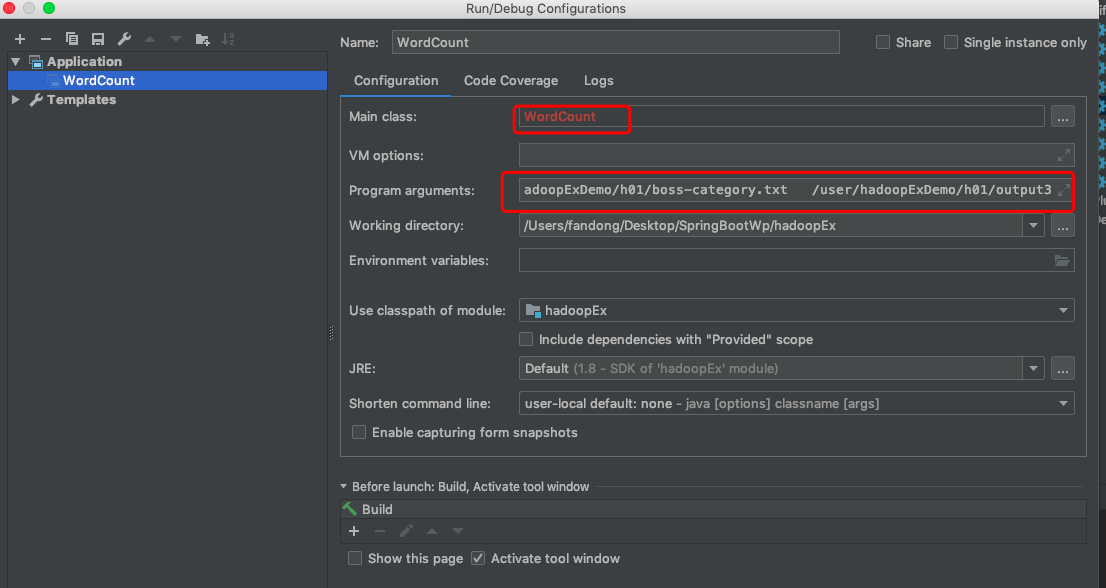 Run/Debug Configurations
Name: WordCount Share Single instance only
Application
WordCount
Templates
Configuration Code Coverage Logs
Main class: WordCount ...
VM options:
Program arguments: adoopExDemo/h01/boss-category.txt /user/hadoopExDemo/h01/output3
Working directory: /Users/fandong/Desktop/SpringBootWp/hadoopEx ...
Environment variables:
Use classpath of module: hadoopEx
Include dependencies with "Provided" scope
JRE: Default (1.8 - SDK of 'hadoopEx' module) ...
Shorten command line: user-local default: none - java [options] classname [args]
Enable capturing form snapshots
Before launch: Build, Activate tool window
Build
Show this page Activate tool window